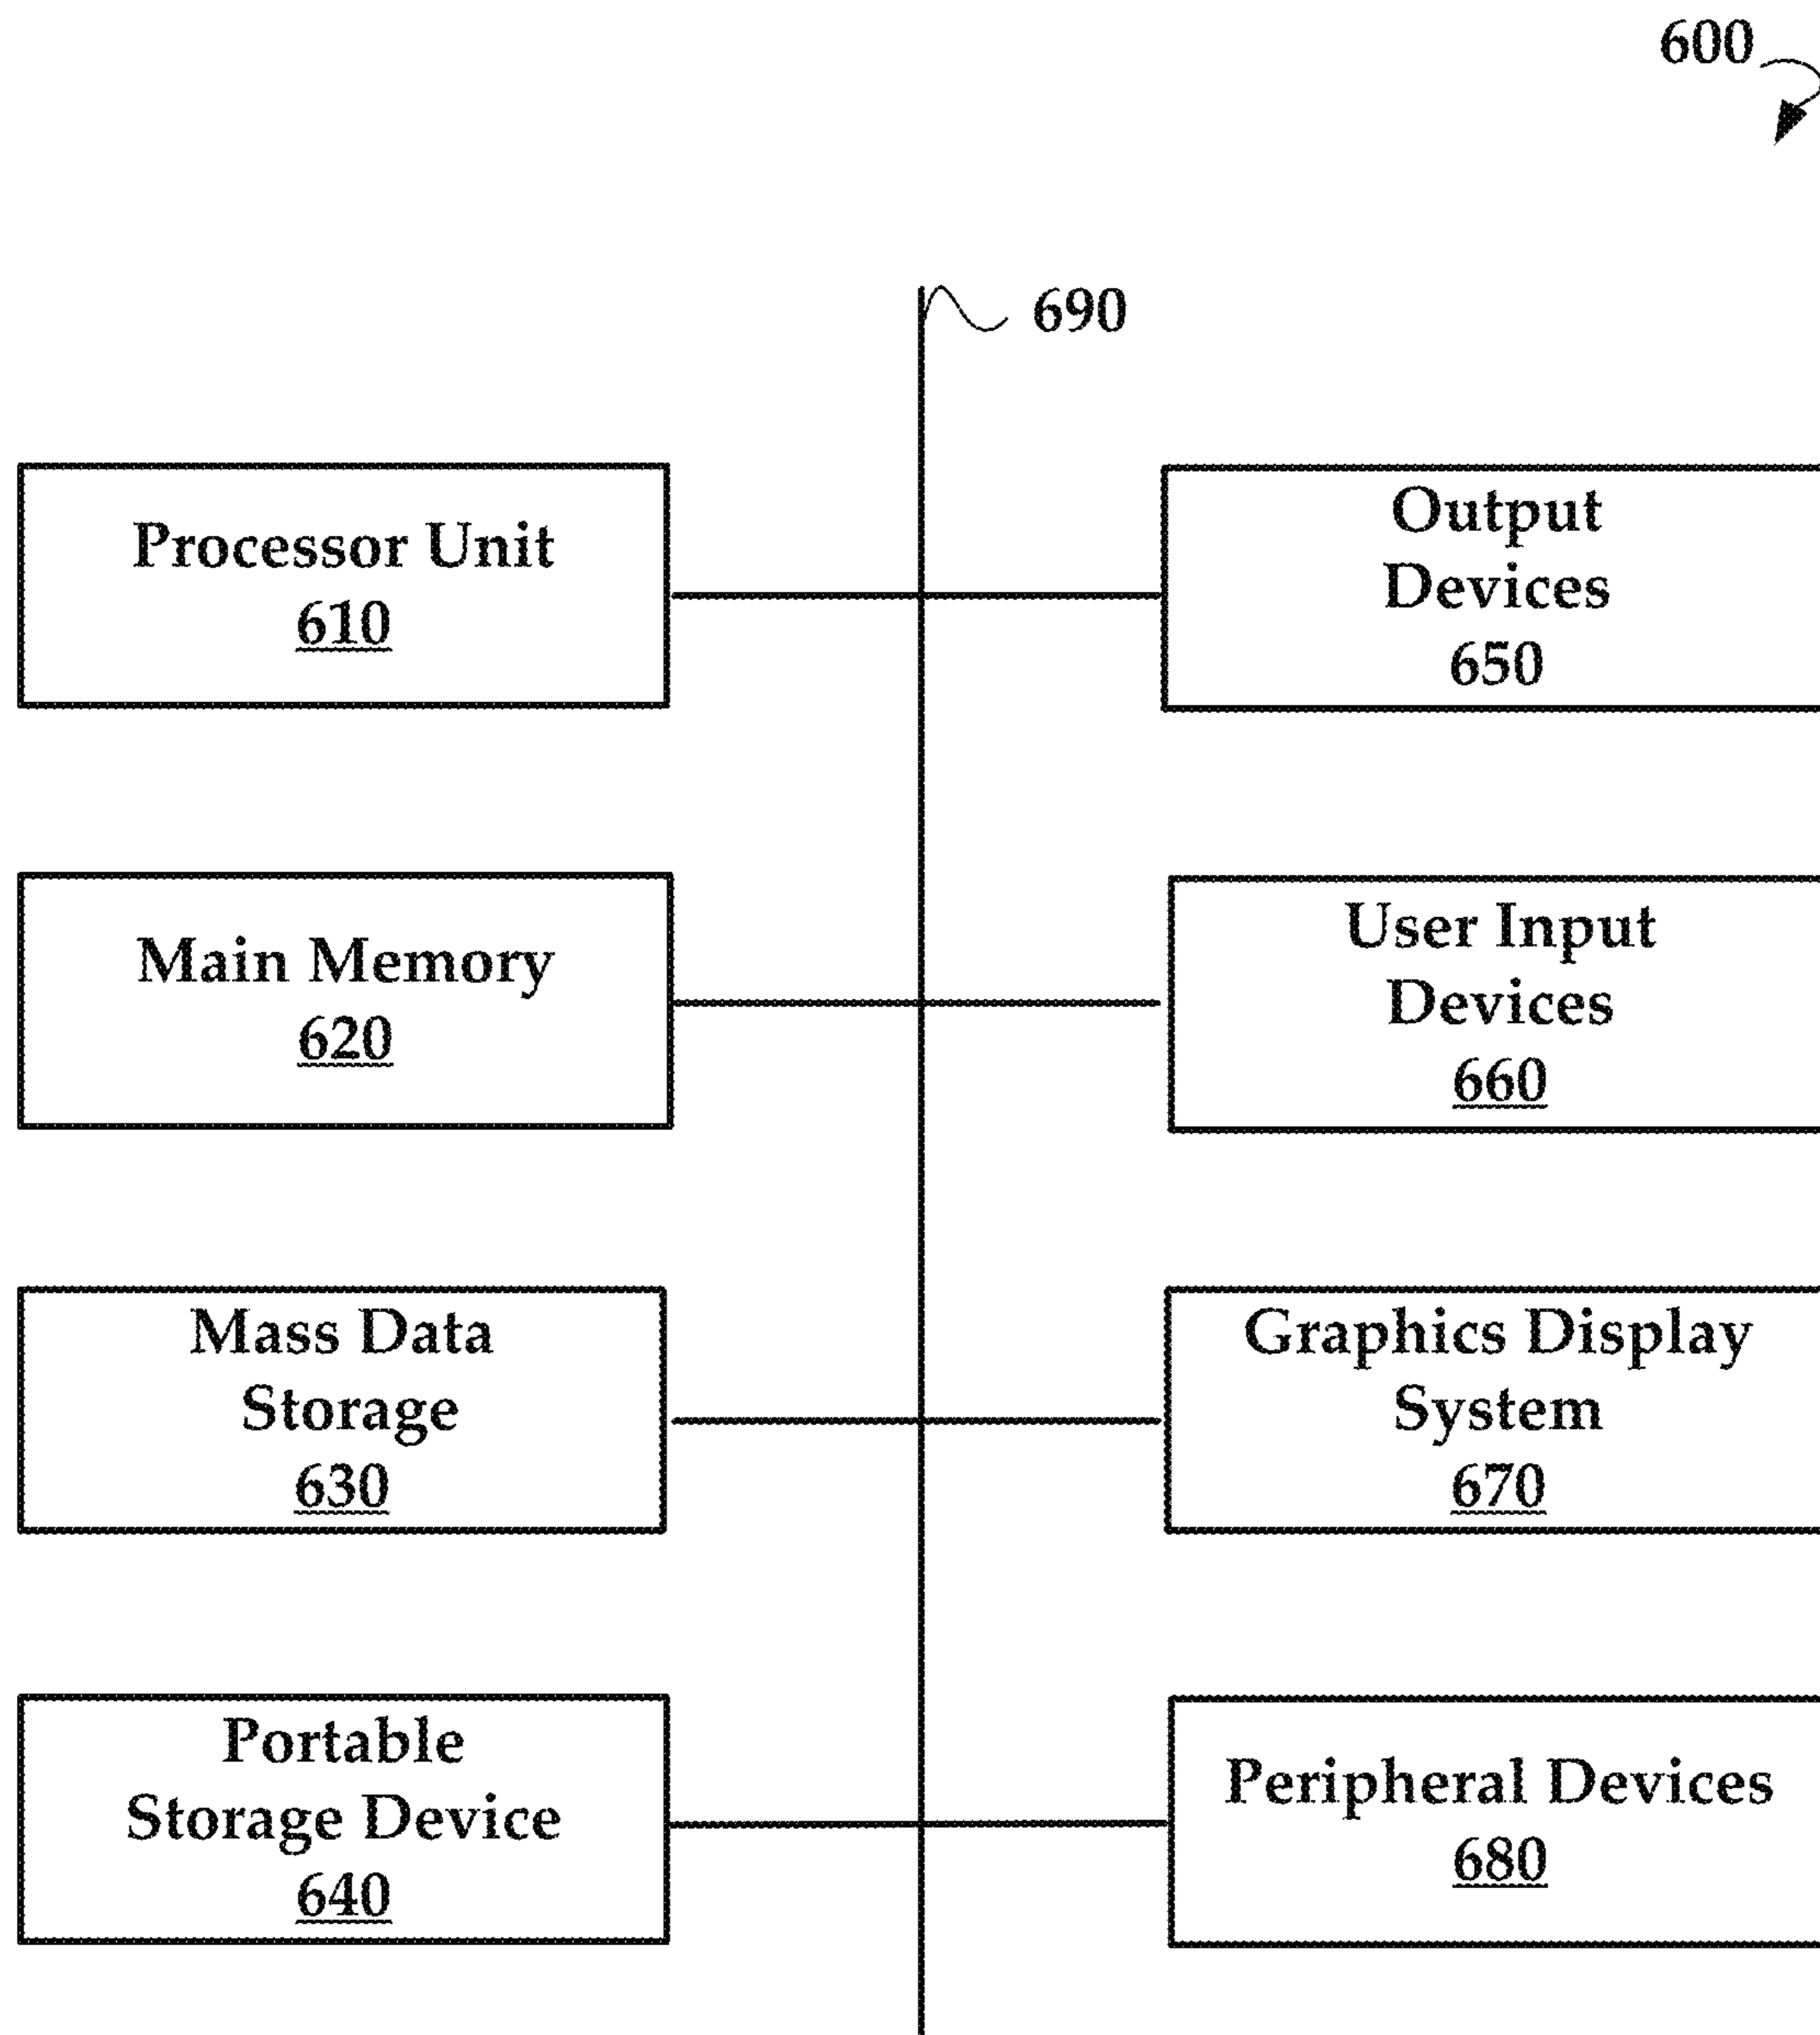 600
690
Processor Unit
610
Output
Devices
650
Main Memory
620
User Input
Devices
660
Mass Data
Storage
630
Graphics Display
System
670
Portable
Storage Device
640
Peripheral Devices
680